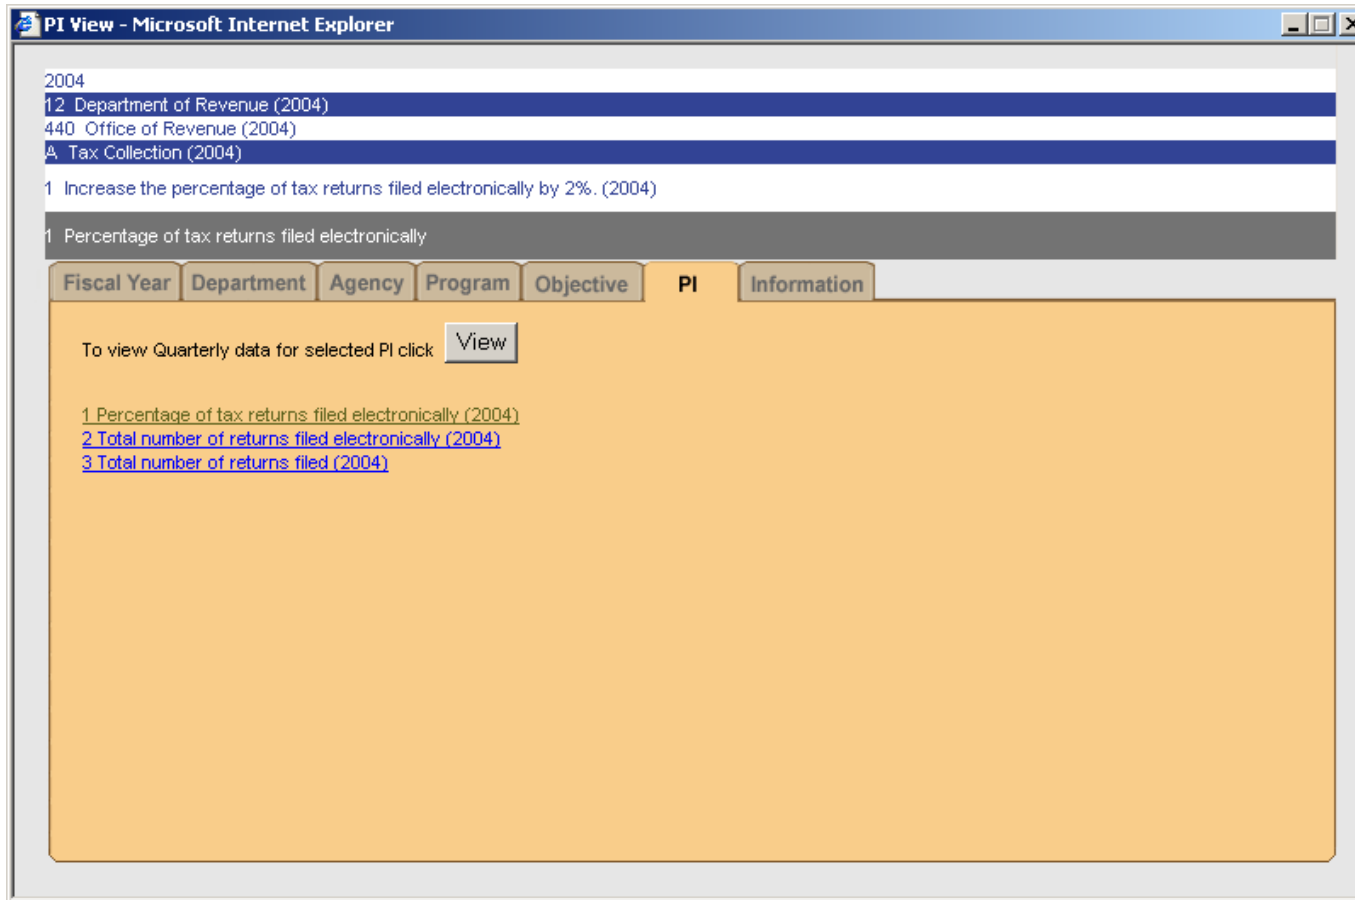 PI View - Microsoft Internet Explorer
2004
12 Department of Revenue (2004)
440 Office of Revenue (2004)
A Tax Collection (2004)
1 Increase the percentage of tax returns filed electronically by 2%. (2004)
1 Percentage of tax returns filed electronically
Fiscal Year Department Agency Program Objective PI Information
To view Quarterly data for selected PI click View
1 Percentage of tax returns filed electronically (2004)
2 Total number of returns filed electronically (2004)
3 Total number of returns filed (2004)